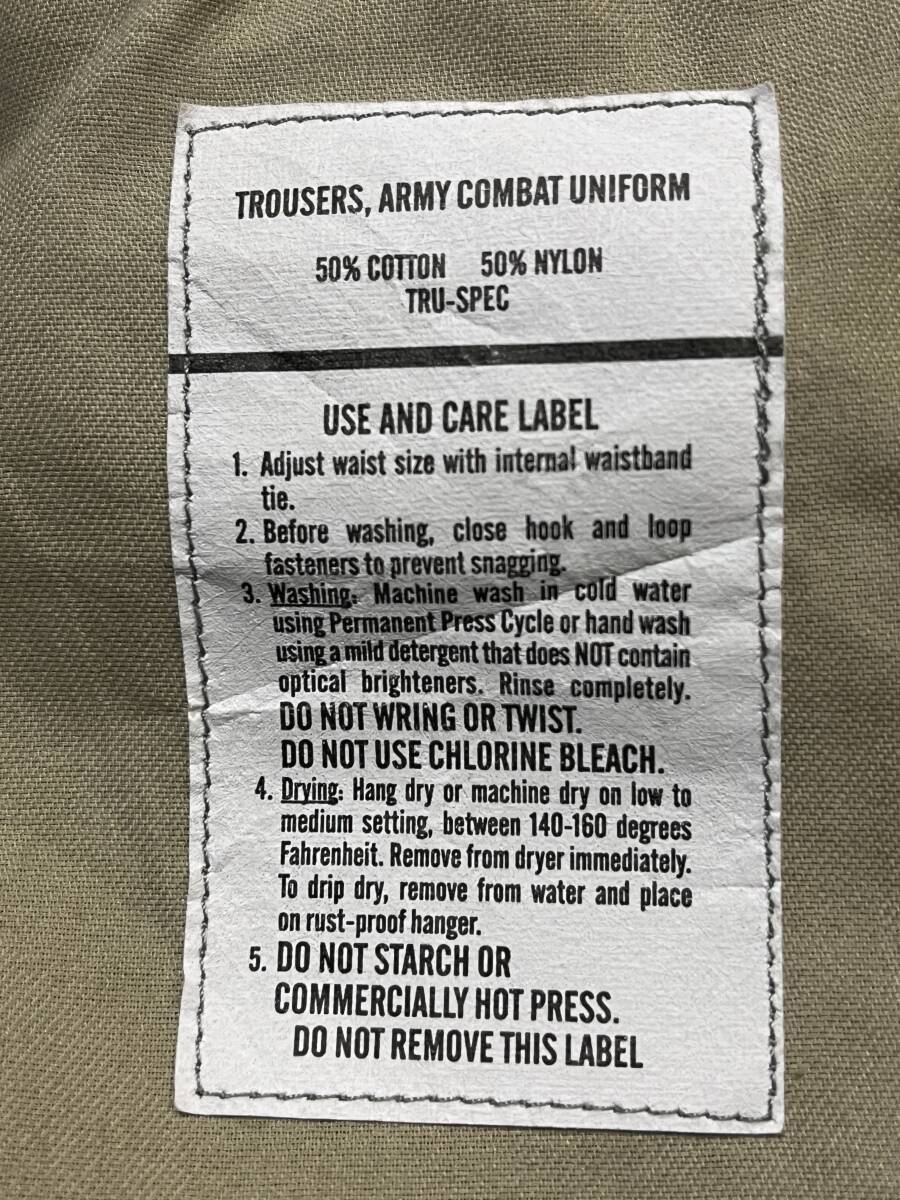 TROUSERS, ARMY COMBAT UNIFORM
50% COTTON 50% NYLON
TRU-SPEC
USE AND CARE LABEL
1. Adjust waist size with internal waistband
tie.
2. Before washing, close hook and loop
fasteners to prevent snagging.
3. Washing: Machine wash in cold water
using Permanent Press Cycle or hand wash
using a mild detergent that does NOT contain
optical brighteners. Rinse completely.
DO NOT WRING OR TWIST.
DO NOT USE CHLORINE BLEACH.
4. Drying: Hang dry or machine dry on low to
medium setting, between 140-160 degrees
Fahrenheit. Remove from dryer immediately.
To drip dry, remove from water and place
on rust-proof hanger.
5. DO NOT STARCH OR
COMMERCIALLY HOT PRESS.
DO NOT REMOVE THIS LABEL